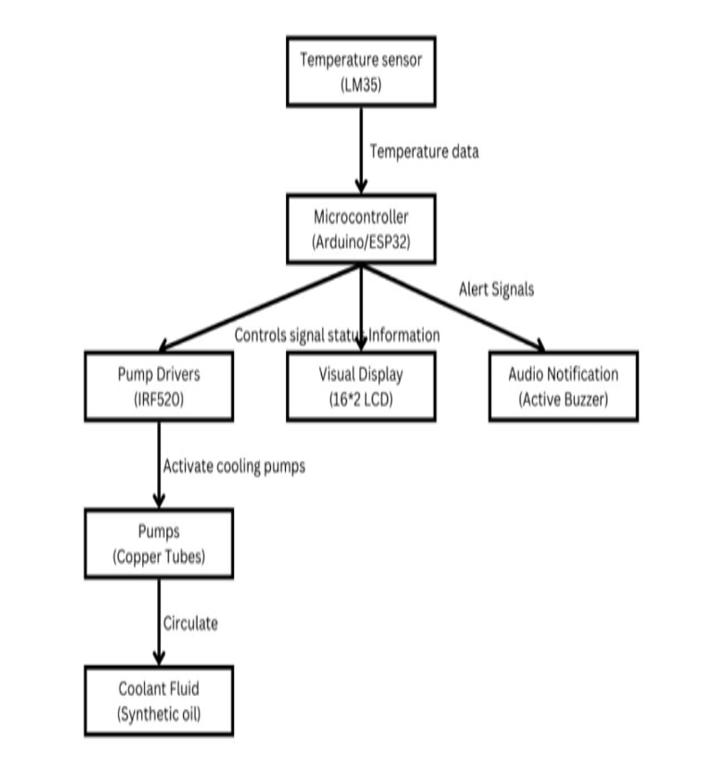 Temperature sensor
(LM35)
Temperature data
Microcontroller
(Arduino/ESP32)
Alert Signals
Controls signal status Information
Pump Drivers
(IRF520)
Visual Display
(16*2 LCD)
Audio Notification
(Active Buzzer)
Activate cooling pumps
Pumps
(Copper Tubes)
Circulate
Coolant Fluid
(Synthetic oil)